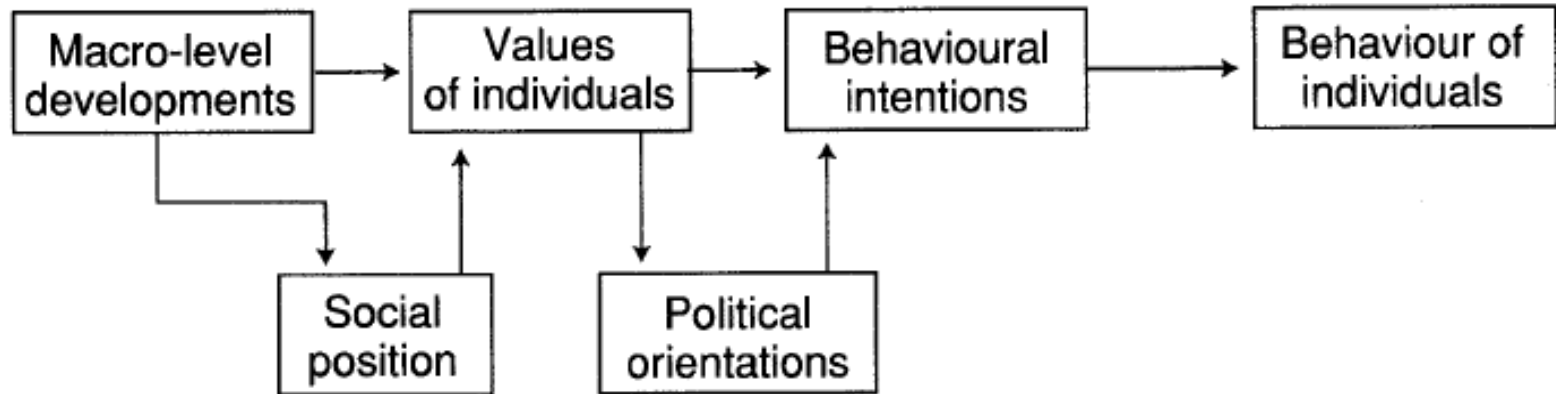 Macro-level
developments
Values
of individuals
Behavioural
intentions
Behaviour of
individuals
Social
position
Political
orientations